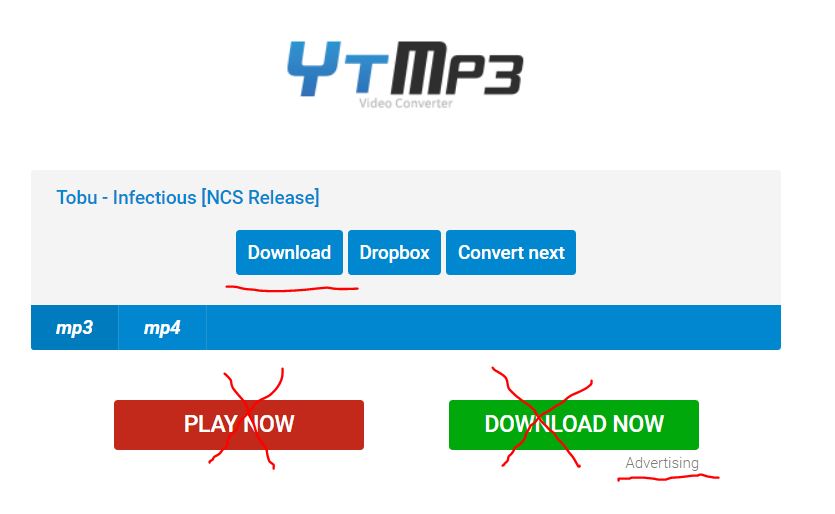 YTMP3
Video Converter
Tobu - Infectious [NCS Release]
Download Dropbox Convert next
mp3 mp4
PLAY NOW DOWNLOAD NOW
Advertising